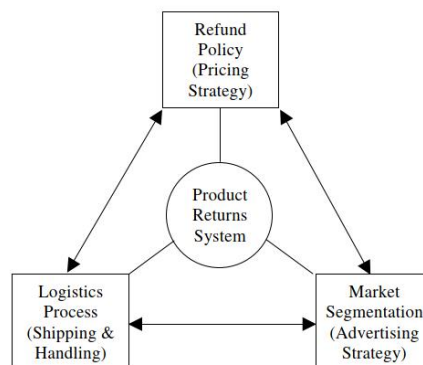 Refund
Policy
(Pricing
Strategy)
Product
Returns
System
Logistics
Process
(Shipping &
Handling)
Market
Segmentation
(Advertising
Strategy)